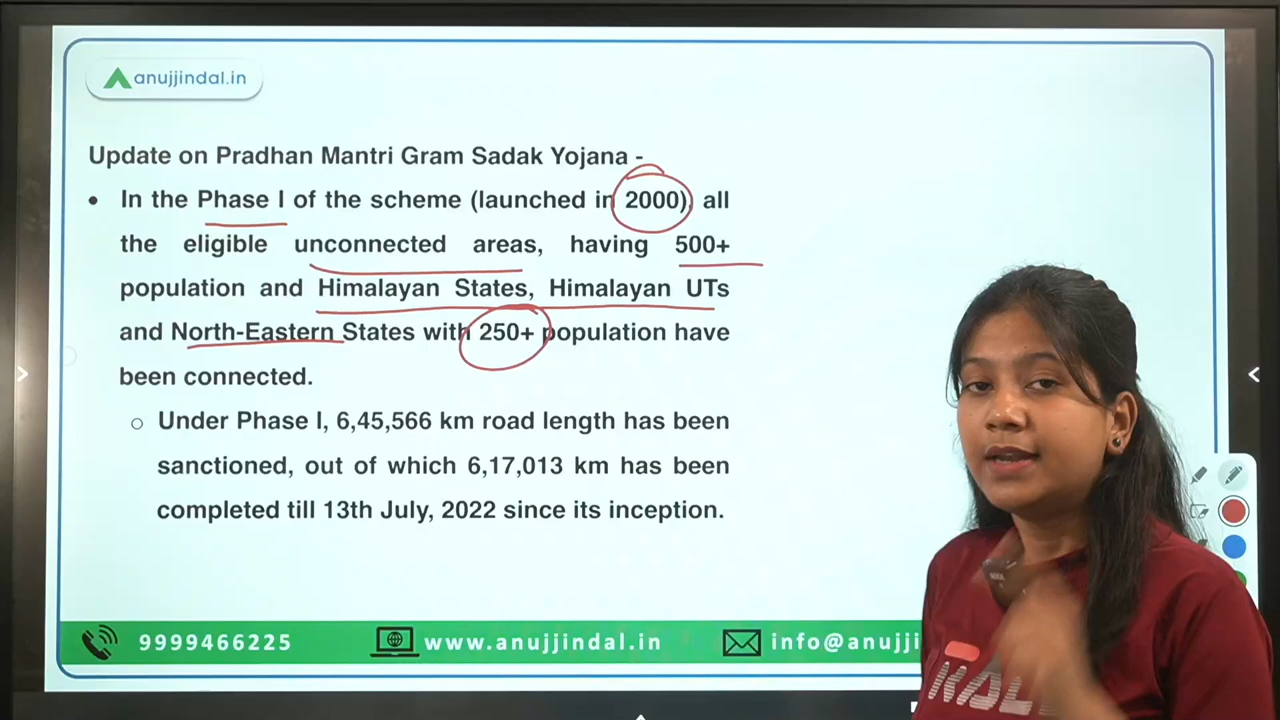 anujjindal.in
Update on Pradhan Mantri Gram Sadak Yojana -
• In the Phase I of the scheme (launched in 2000), all
the eligible unconnected areas, having 500+
population and Himalayan States, Himalayan UTs
and North-Eastern States with 250+ population have
been connected.
○ Under Phase I, 6,45,566 km road length has been
sanctioned, out of which 6,17,013 km has been
completed till 13th July, 2022 since its inception.
9999466225 www.anujjindal.in info@anujji